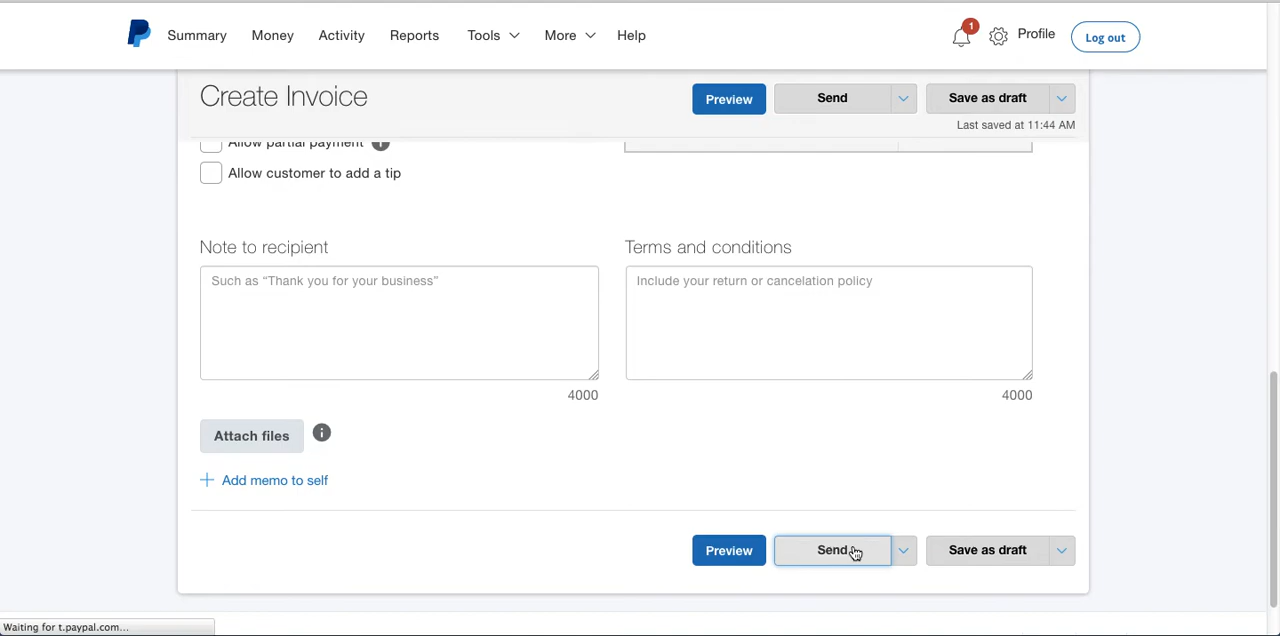 Summary Money Activity Reports Tools More Help 1 Profile Log out
Create Invoice Preview Send Save as draft
Last saved at 11:44 AM
Allow partial payment i
Allow customer to add a tip
Note to recipient Terms and conditions
Such as “Thank you for your business” Include your return or cancelation policy
4000 4000
Attach files i
Add memo to self
Preview Send Save as draft
Waiting for t.paypal.com...